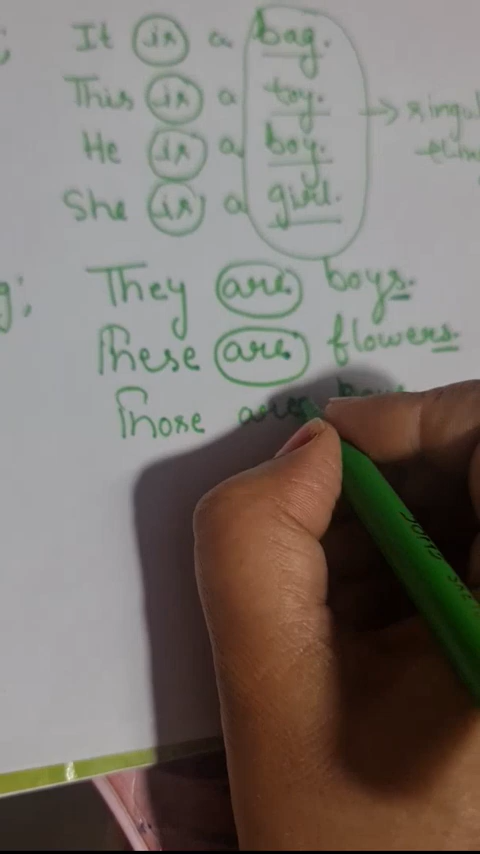 It is a bag.
This is a toy. → singul
He is a boy.
She is a girl.
g; They are boys.
These are flowers.
Those are